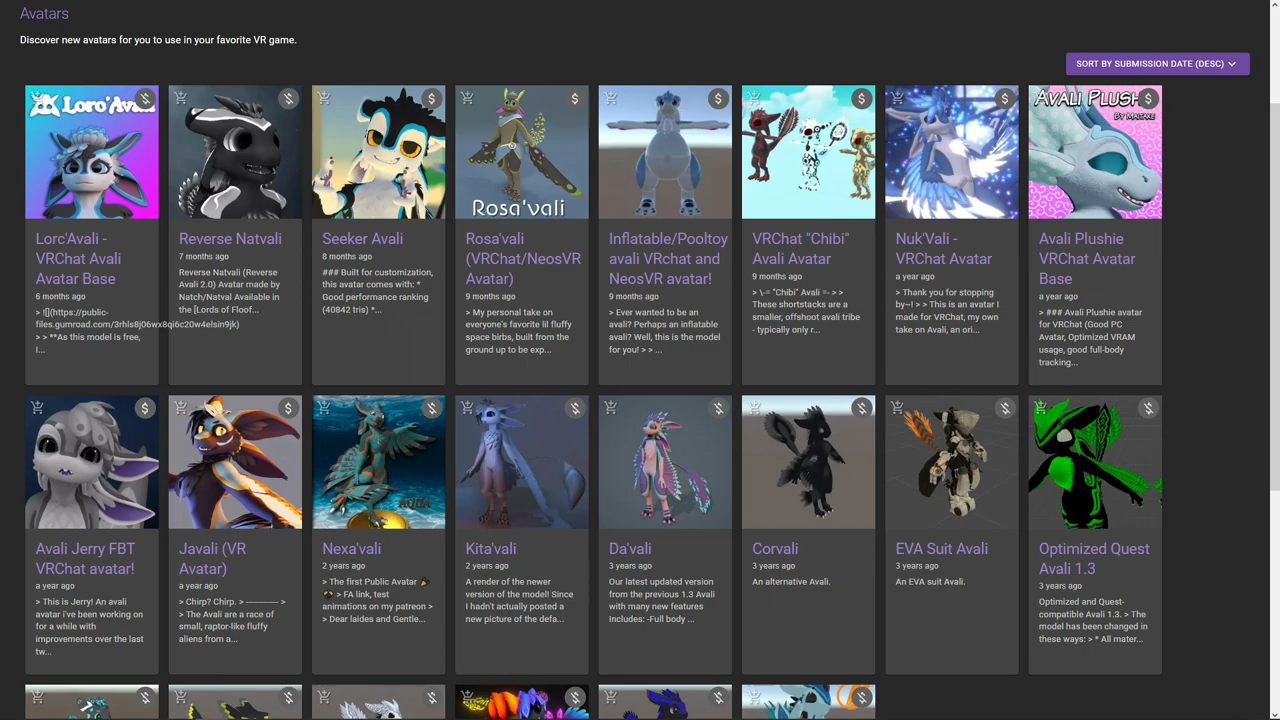 Avatars
Discover new avatars for you to use in your favorite VR game.
SORT BY SUBMISSION DATE (DESC)
Loro'Avali
Rosa'vali
AVALI PLUSH
BY MAITAKE
Lorc'Avali -
VRChat Avali
Avatar Base
6 months ago
> ![](https://public-
files.gumroad.com/3rhls8j06wx8qi6c20w4elsin9jk)
> > **As this model is free,
I...
Reverse Natvali
7 months ago
Reverse Natvali (Reverse
Avali 2.0) Avatar made by
Natch/Natval Available in
the [Lords of Floof...
Seeker Avali
8 months ago
### Built for customization,
this avatar comes with: *
Good performance ranking
(40842 tris) *...
Rosa'vali
(VRChat/NeosVR
Avatar)
9 months ago
> My personal take on
everyone's favorite lil fluffy
space birbs, built from the
ground up to be exp...
Inflatable/Pooltoy
avali VRchat and
NeosVR avatar!
9 months ago
> Ever wanted to be an
avali? Perhaps an inflatable
avali? Well, this is the model
for you! > > ...
VRChat "Chibi"
Avali Avatar
9 months ago
> \-= "Chibi" Avali =- > >
These shortstacks are a
smaller, offshoot avali tribe
- typically only r...
Nuk'Vali -
VRChat Avatar
a year ago
> Thank you for stopping
by~! > > This is an avatar I
made for VRChat, my own
take on Avali, an ori...
Avali Plushie
VRChat Avatar
Base
a year ago
> ### Avali Plushie avatar
for VRChat (Good PC
Avatar, Optimized VRAM
usage, good full-body
tracking...
Avali Jerry FBT
VRChat avatar!
a year ago
> This is Jerry! An avali
avatar i've been working on
for a while with
improvements over the last
tw...
Javali (VR
Avatar)
a year ago
> Chirp? Chirp. > ------------ >
> The Avali are a race of
small, raptor-like fluffy
aliens from a...
Nexa'vali
2 years ago
> The first Public Avatar 🎉
> FA link, test
animations on my patreon >
> Dear laides and Gentle...
Kita'vali
2 years ago
A render of the newer
version of the model! Since
I hadn't actually posted a
new picture of the defa...
Da'vali
3 years ago
Our latest updated version
from the previous 1.3 Avali
with many new features
Includes: -Full body ...
Corvali
3 years ago
An alternative Avali.
EVA Suit Avali
3 years ago
An EVA suit Avali.
Optimized Quest
Avali 1.3
3 years ago
Optimized and Quest-
compatible Avali 1.3. > The
model has been changed in
these ways: > * All mater...